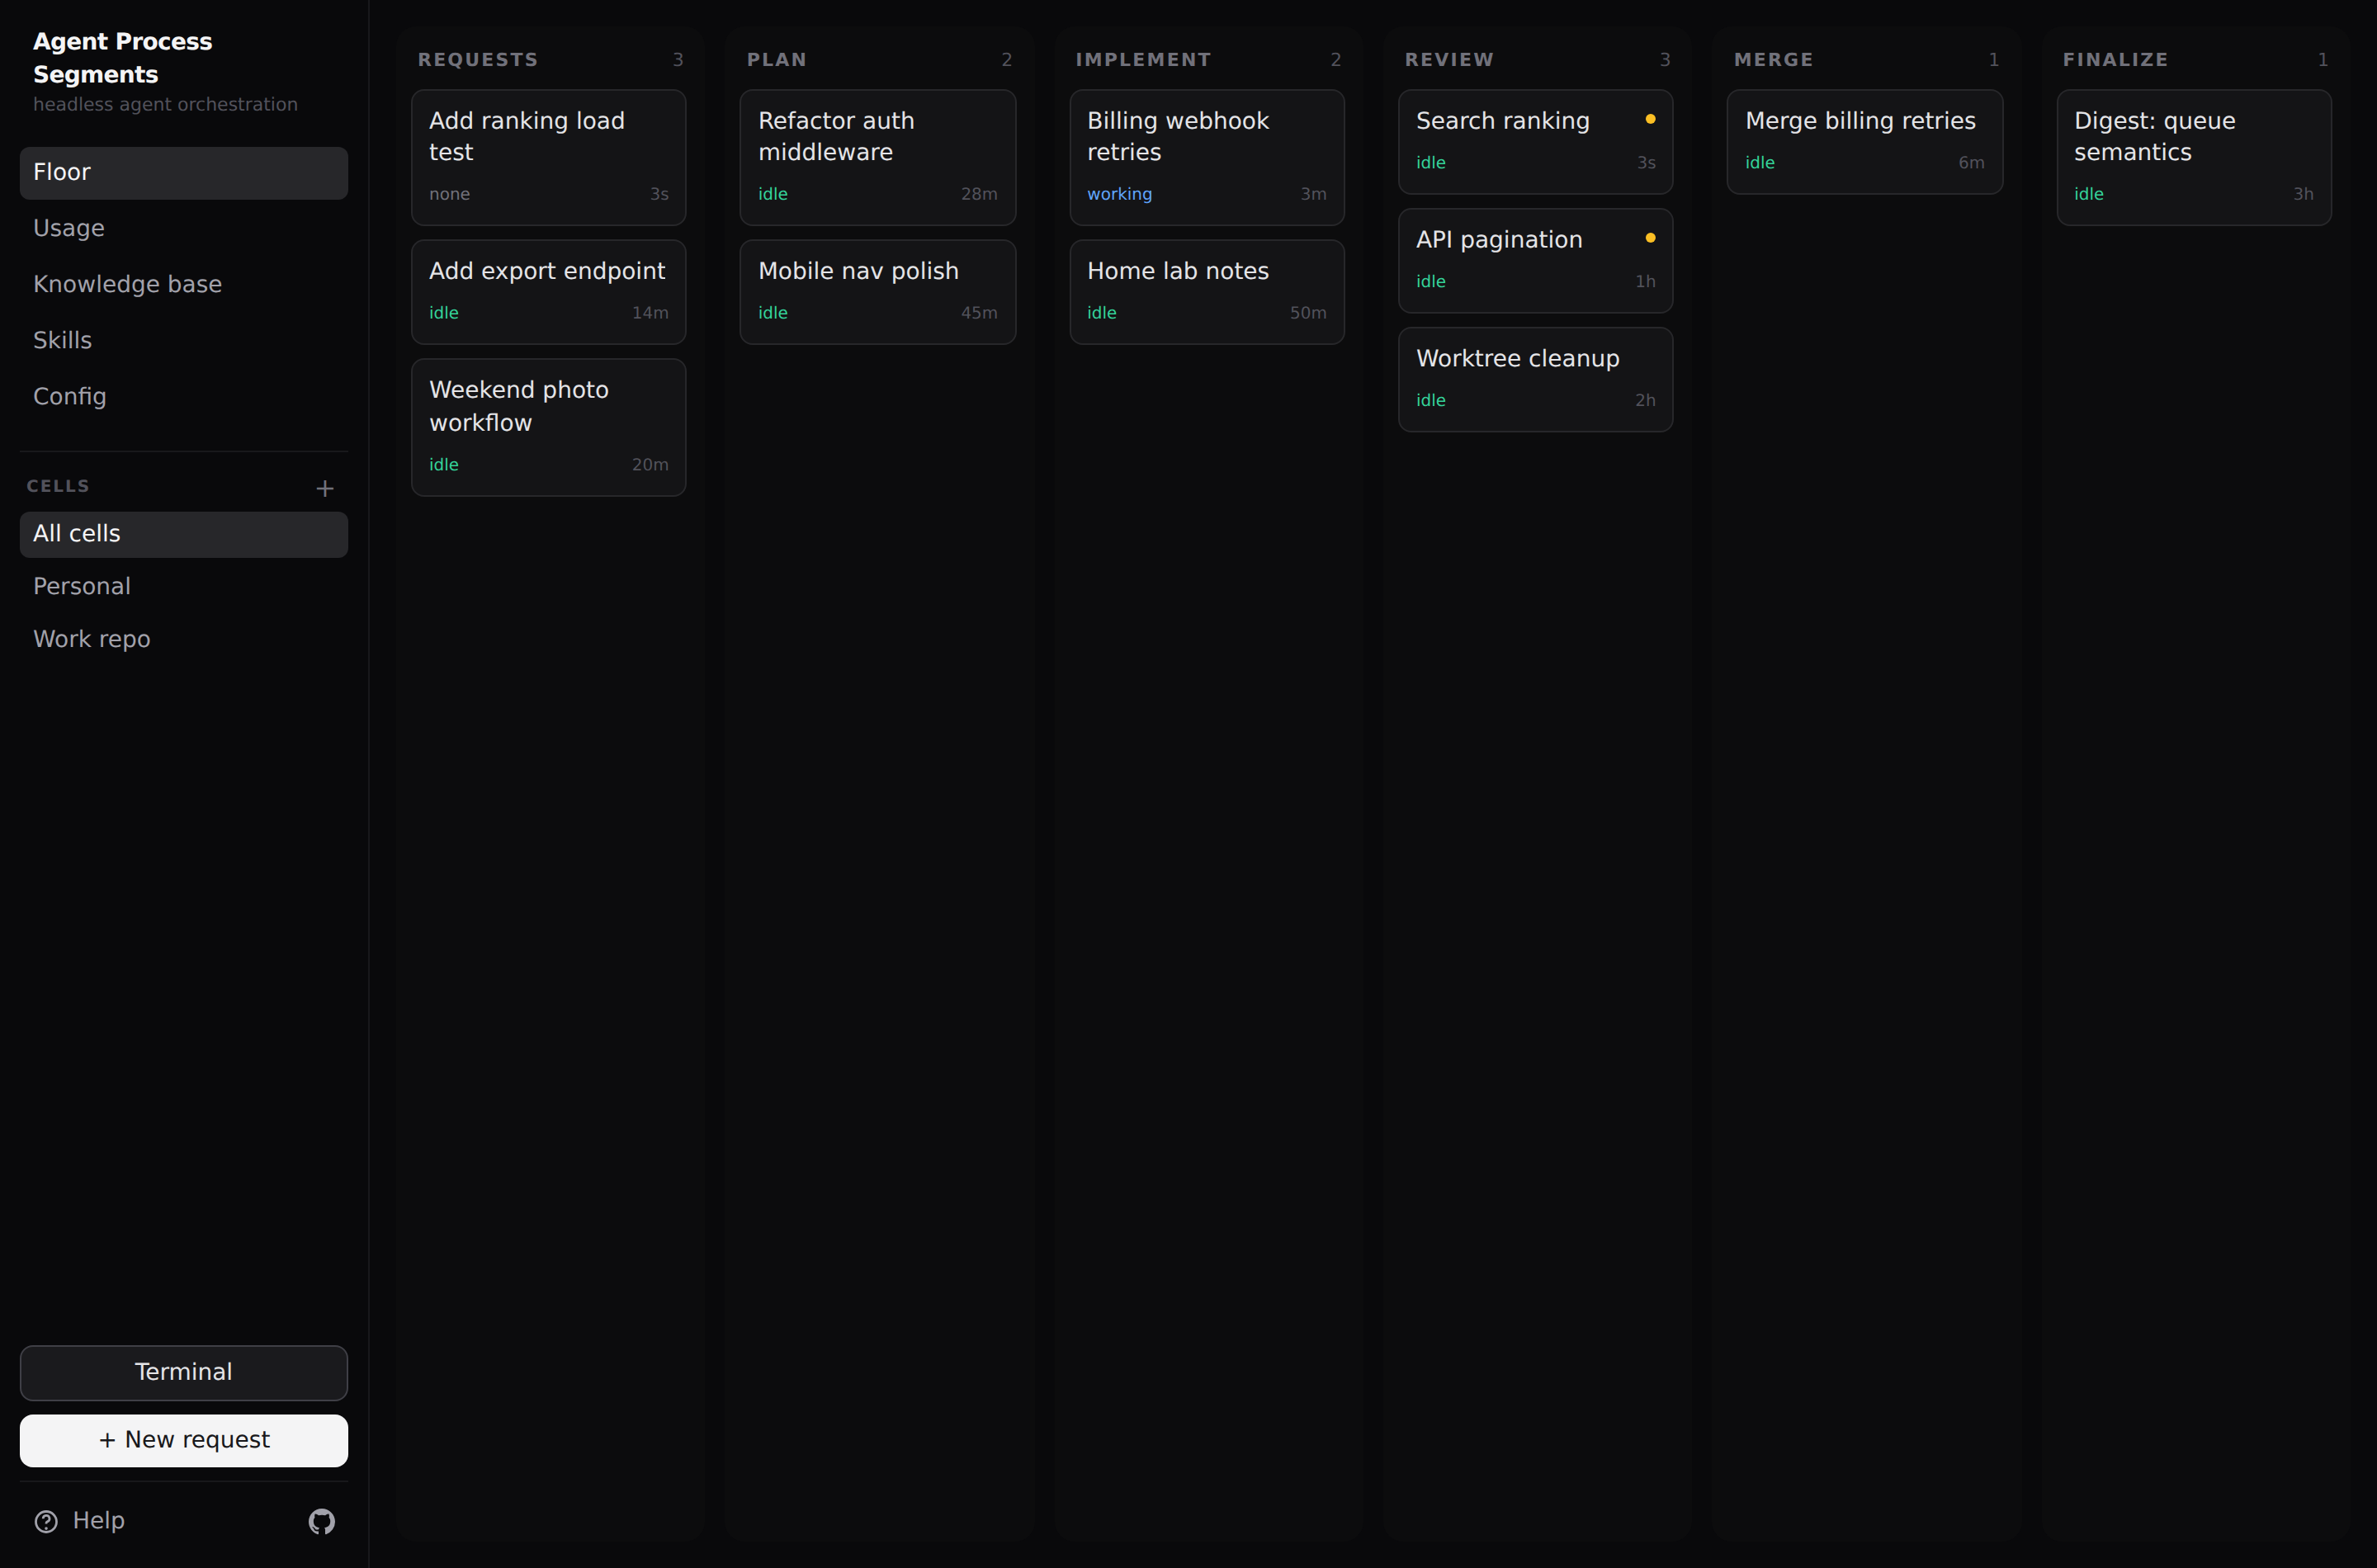 Agent Process
Segments
headless agent orchestration
Floor
Usage
Knowledge base
Skills
Config
CELLS +
All cells
Personal
Work repo
Terminal
+ New request
Help
REQUESTS 3
Add ranking load
test
none 3s
Add export endpoint
idle 14m
Weekend photo
workflow
idle 20m
PLAN 2
Refactor auth
middleware
idle 28m
Mobile nav polish
idle 45m
IMPLEMENT 2
Billing webhook
retries
working 3m
Home lab notes
idle 50m
REVIEW 3
Search ranking
idle 3s
API pagination
idle 1h
Worktree cleanup
idle 2h
MERGE 1
Merge billing retries
idle 6m
FINALIZE 1
Digest: queue
semantics
idle 3h